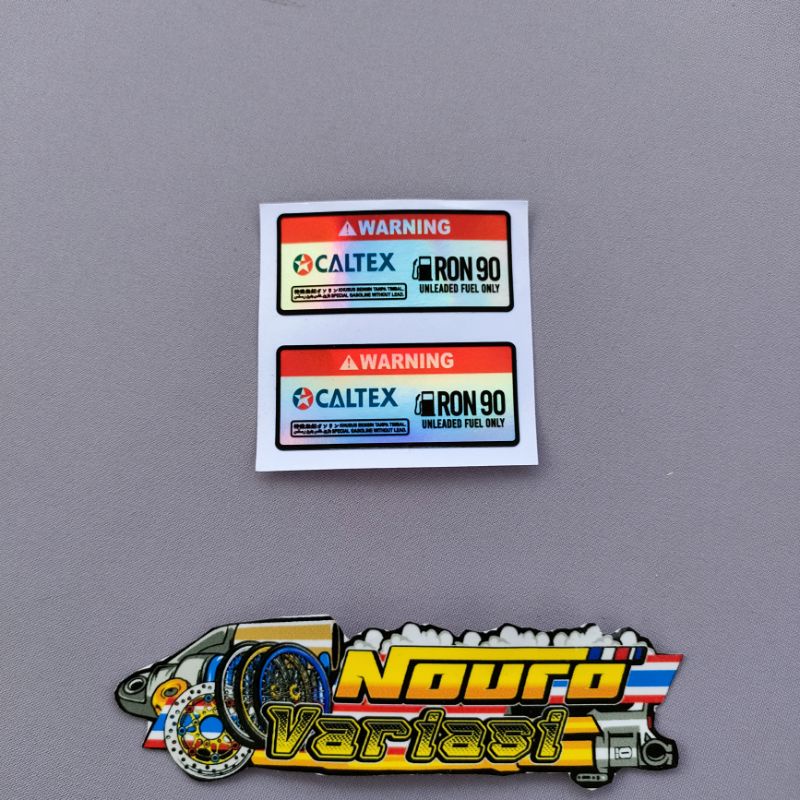 WARNING
CALTEX
RON 90
UNLEADED FUEL ONLY
KHUSUS BENSIN TANPA TIMBAL.
SPECIAL GASOLINE WITHOUT LEAD.
WARNING
CALTEX
RON 90
UNLEADED FUEL ONLY
KHUSUS BENSIN TANPA TIMBAL.
SPECIAL GASOLINE WITHOUT LEAD.
Nouro
Variasi